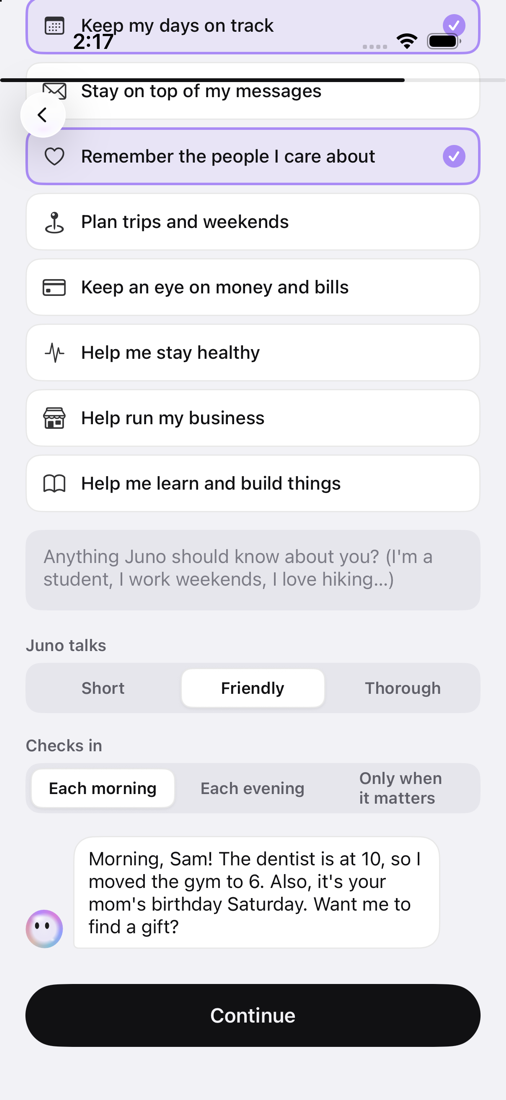 Keep my days on track
2:17
Stay on top of my messages
Remember the people I care about
Plan trips and weekends
Keep an eye on money and bills
Help me stay healthy
Help run my business
Help me learn and build things
Anything Juno should know about you? (I'm a
student, I work weekends, I love hiking...)
Juno talks
Short
Friendly
Thorough
Checks in
Each morning
Each evening
Only when
it matters
Morning, Sam! The dentist is at 10, so I
moved the gym to 6. Also, it's your
mom's birthday Saturday. Want me to
find a gift?
Continue